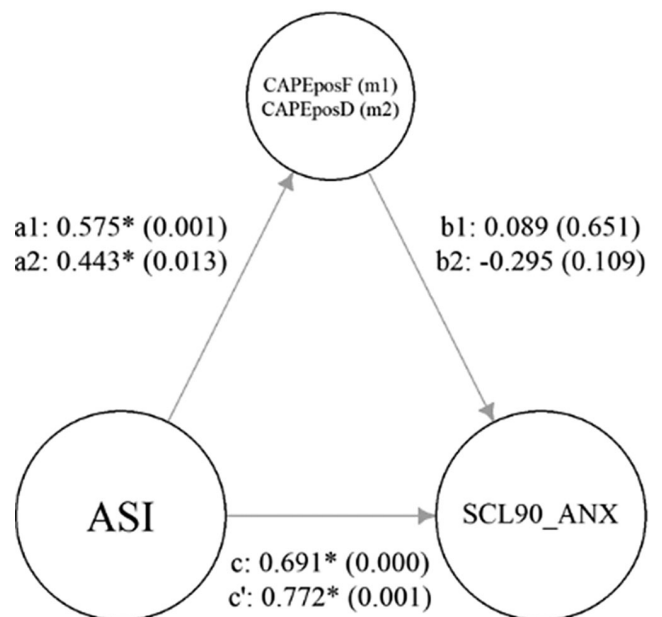 CAPEposF (m1)
CAPEposD (m2)
a1: 0.575* (0.001)
a2: 0.443* (0.013)
b1: 0.089 (0.651)
b2: -0.295 (0.109)
ASI
SCL90_ANX
c: 0.691* (0.000)
c': 0.772* (0.001)